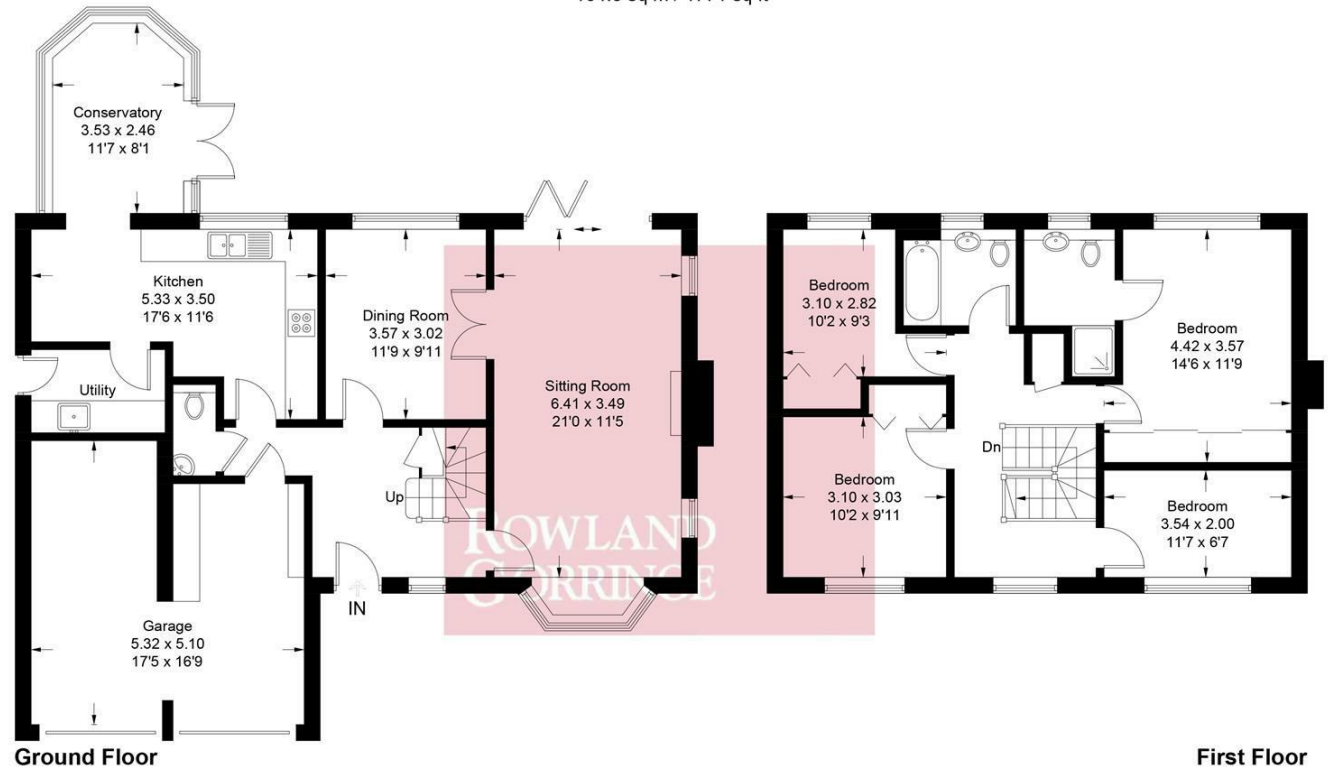 Conservatory
3.53 x 2.46
11'7 x 8'1
Kitchen
5.33 x 3.50
17'6 x 11'6
Dining Room
3.57 x 3.02
11'9 x 9'11
Sitting Room
6.41 x 3.49
21'0 x 11'5
Utility
Up
IN
Garage
5.32 x 5.10
17'5 x 16'9
Ground Floor
ROWLAND
GORRINGE
Bedroom
3.10 x 2.82
10'2 x 9'3
Bedroom
4.42 x 3.57
14'6 x 11'9
Dn
Bedroom
3.10 x 3.03
10'2 x 9'11
Bedroom
3.54 x 2.00
11'7 x 6'7
First Floor